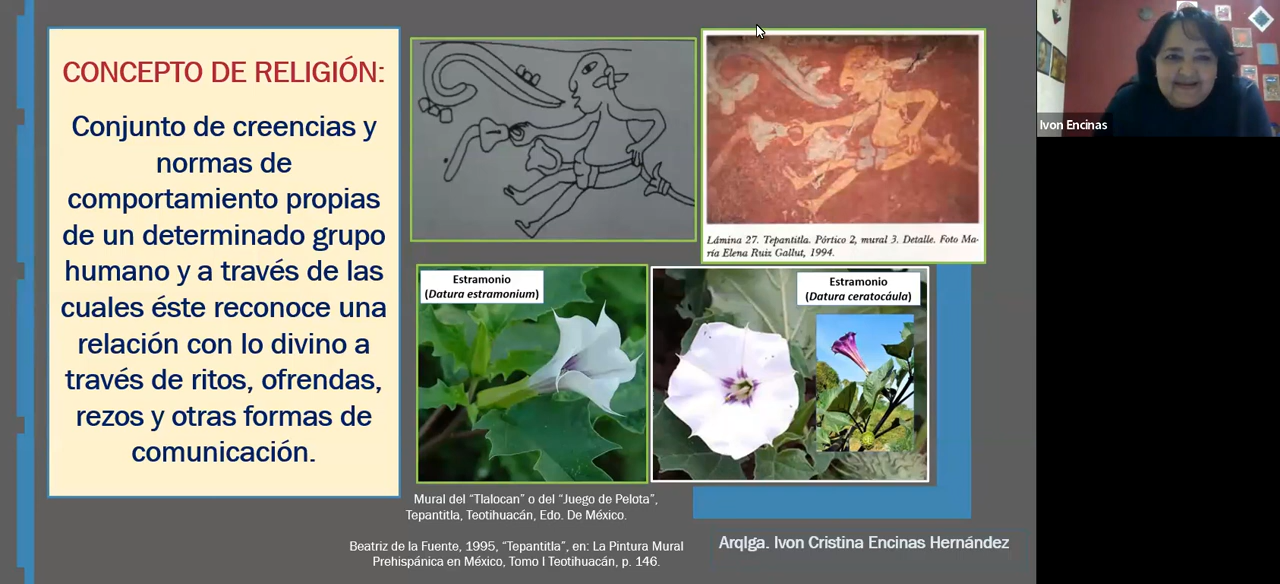 CONCEPTO DE RELIGIÓN:
Conjunto de creencias y
normas de
comportamiento propias
de un determinado grupo
humano y a través de las
cuales éste reconoce una
relación con lo divino a
través de ritos, ofrendas,
rezos y otras formas de
comunicación.
Lámina 27. Tepantitla. Pórtico 2, mural 3. Detalle. Foto Ma-
ría Elena Ruiz Gallut, 1994.
Estramonio
(Datura estramonium)
Estramonio
(Datura ceratocáula)
Mural del “Tlalocan” o del “Juego de Pelota”,
Tepantitla, Teotihuacán, Edo. De México.
Beatriz de la Fuente, 1995, “Tepantitla”, en: La Pintura Mural
Prehispánica en México, Tomo I Teotihuacán, p. 146.
Arqlga. Ivon Cristina Encinas Hernández
Ivon Encinas